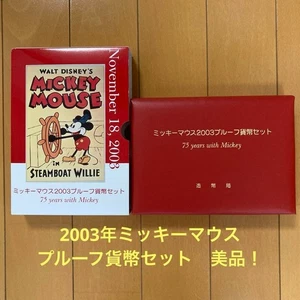 November 18, 2003
WALT DISNEY'S
MICKEY
MOUSE
IN
STEAMBOAT WILLIE
ミッキーマウス2003プルーフ貨幣セット
75 years with Mickey
ミッキーマウス2003プルーフ貨幣セット
75 years with Mickey
造幣局
2003年ミッキーマウス
プルーフ貨幣セット 美品！